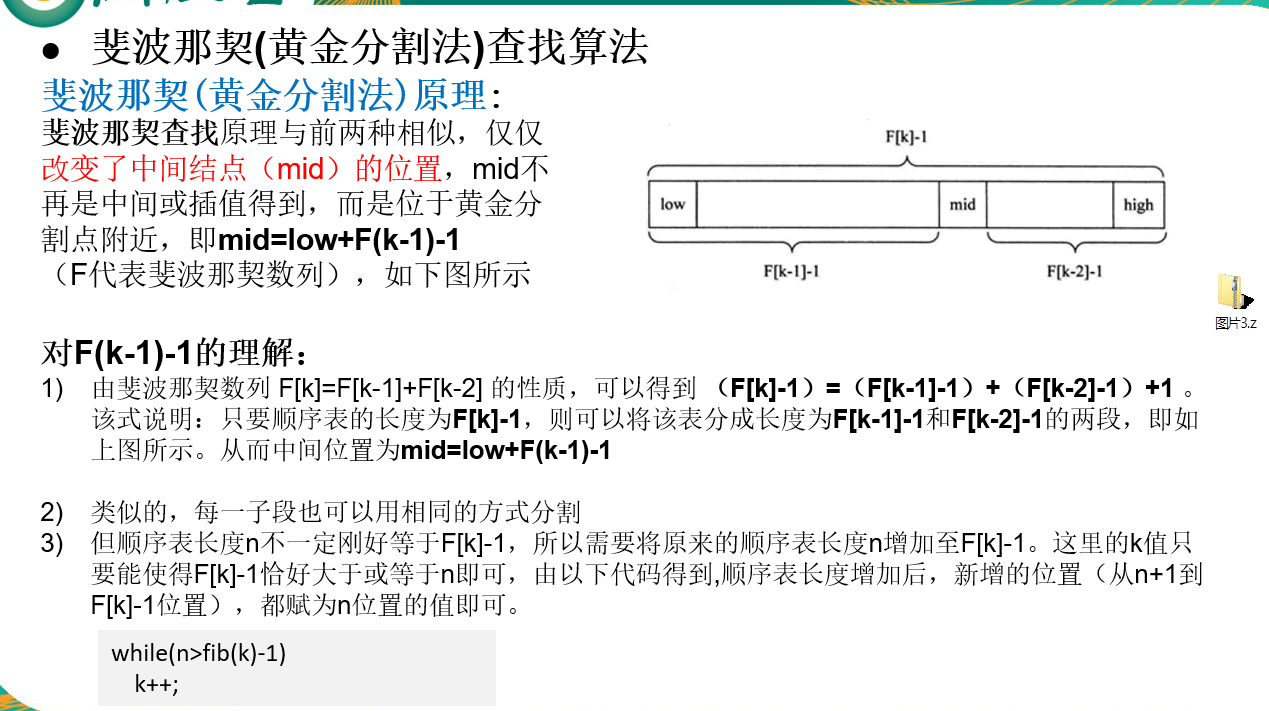 ● 斐波那契(黄金分割法)查找算法
斐波那契(黄金分割法)原理:
斐波那契查找原理与前两种相似，仅仅
改变了中间结点（mid）的位置，mid不
再是中间或插值得到，而是位于黄金分
割点附近，即mid=low+F(k-1)-1
（F代表斐波那契数列），如下图所示
F[k]-1
low mid high
F[k-1]-1 F[k-2]-1
图片3.z
对F(k-1)-1的理解：
1) 由斐波那契数列 F[k]=F[k-1]+F[k-2] 的性质，可以得到 （F[k]-1）=（F[k-1]-1）+（F[k-2]-1）+1 。
该式说明：只要顺序表的长度为F[k]-1，则可以将该表分成长度为F[k-1]-1和F[k-2]-1的两段，即如
上图所示。从而中间位置为mid=low+F(k-1)-1
2) 类似的，每一子段也可以用相同的方式分割
3) 但顺序表长度n不一定刚好等于F[k]-1，所以需要将原来的顺序表长度n增加至F[k]-1。这里的k值只
要能使得F[k]-1恰好大于或等于n即可，由以下代码得到,顺序表长度增加后，新增的位置（从n+1到
F[k]-1位置），都赋为n位置的值即可。
while(n>fib(k)-1)
k++;